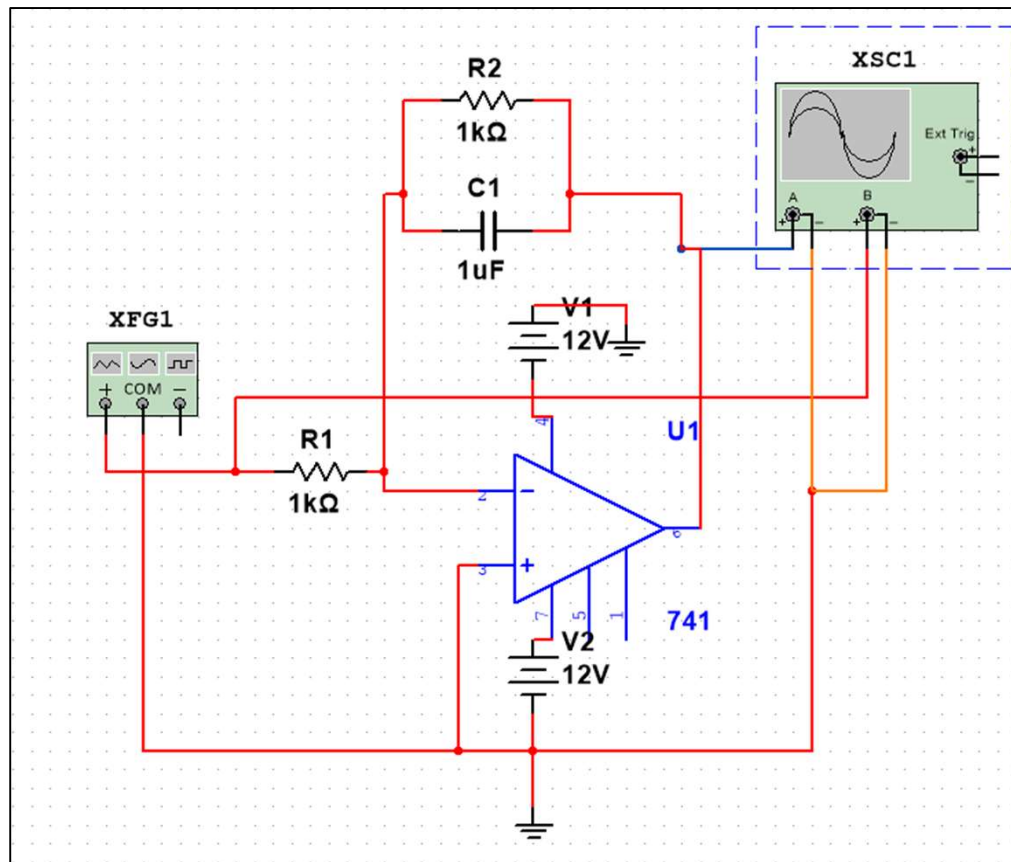 R2
1kΩ
C1
1uF
XSC1
Ext Trig
+
−
A
B
+
−
+
−
V1
12V
XFG1
+ COM −
R1
1kΩ
4
U1
2
−
3
+
6
7
5
1
741
V2
12V